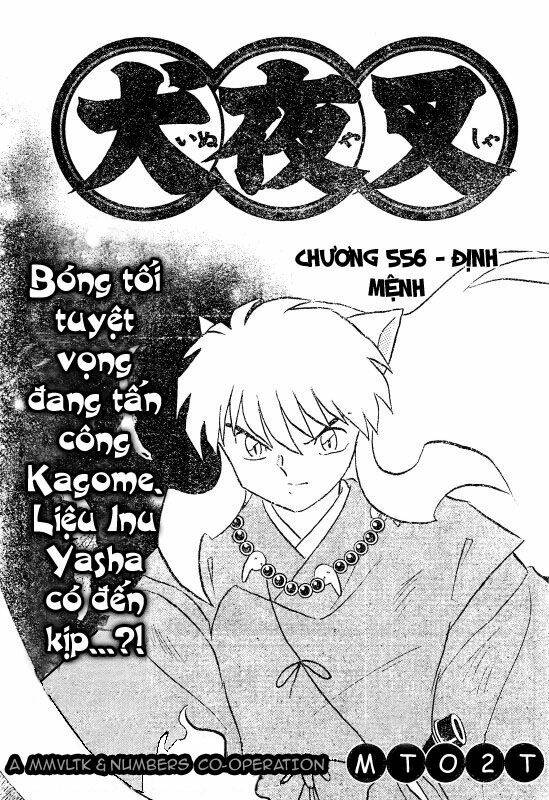 犬夜叉
いぬ や しゃ
CHƯƠNG 556 - ĐỊNH
MỆNH
Bóng tối
tuyệt
vọng
đang tấn
công
Kagome.
Liệu Inu
Yasha
có đến
kịp...?!
A MMVLTK & NUMBERS CO-OPERATION
MTO2T